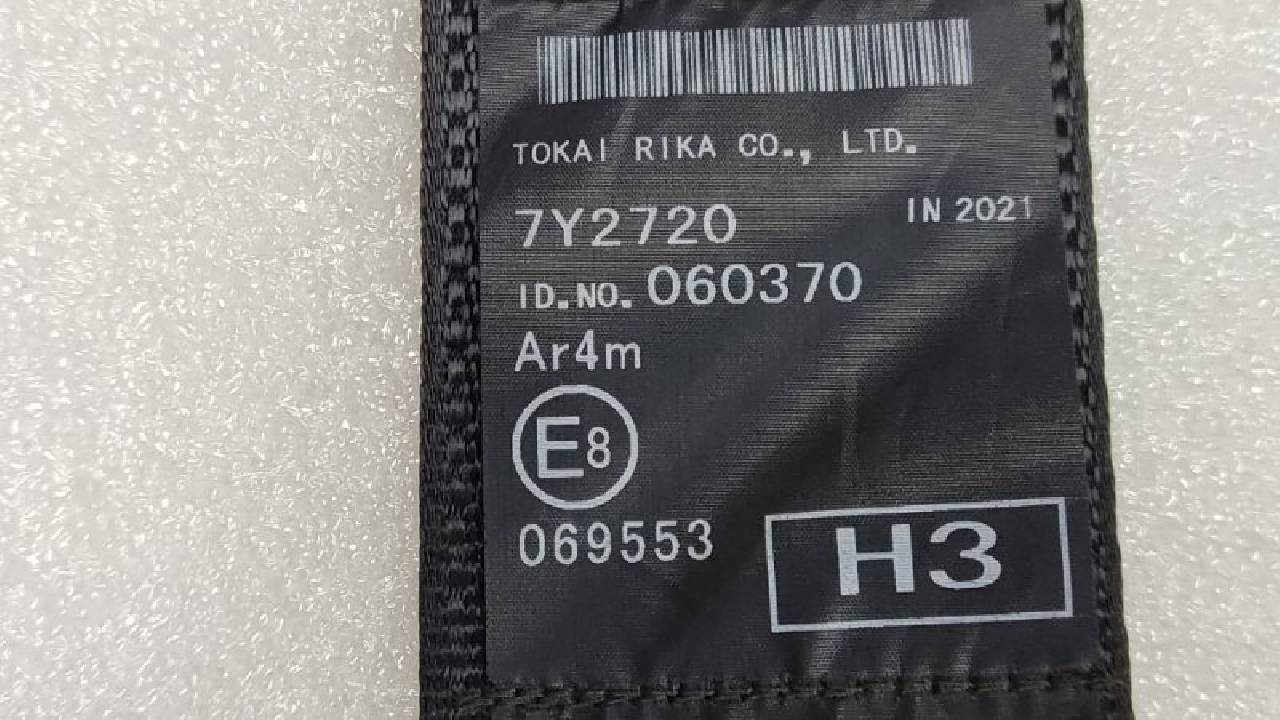 TOKAI RIKA CO., LTD.
7Y2720 IN 2021
ID.NO. 060370
Ar4m
E8
069553
H3